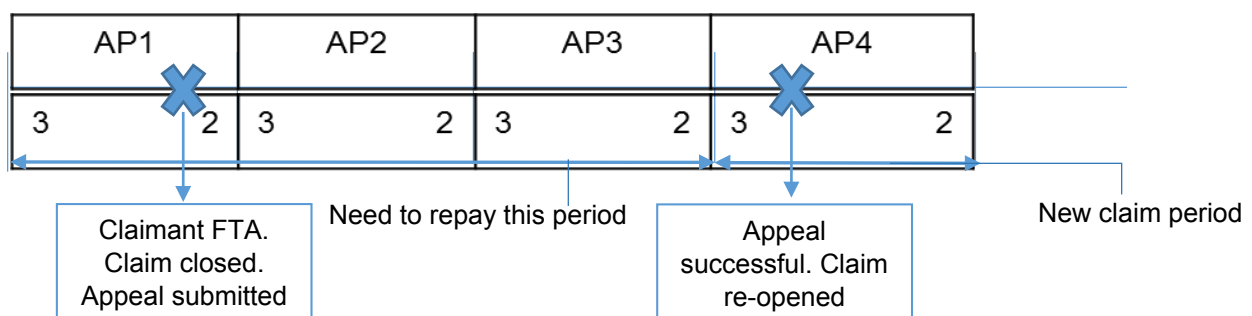 AP1 AP2 AP3 AP4
3 2 3 2 3 2 3 2
Need to repay this period
New claim period
Claimant FTA.
Claim closed.
Appeal submitted
Appeal
successful. Claim
re-opened